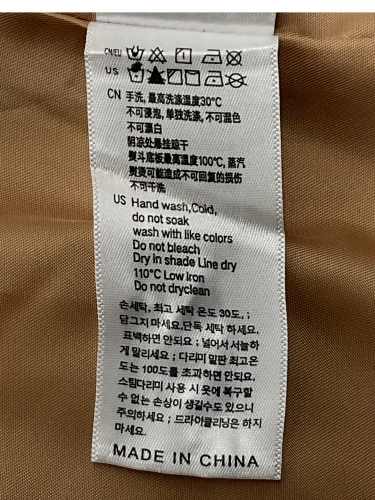 CN/EU
US
CN 手洗, 最高洗涤温度30°C
不可浸泡, 单独洗涤, 不可混色
不可漂白
阴凉处悬挂晾干
熨斗底板最高温度100°C, 蒸汽
熨烫可能造成不可回复的损伤
不可干洗
US Hand wash,Cold,
do not soak
wash with like colors
Do not bleach
Dry in shade Line dry
110°C Low iron
Do not dryclean
손세탁, 최고 세탁 온도 30도, ;
담그지 마세요,단독 세탁 하세요.
표백하면 안되요 ; 널어서 서늘하
게 말리세요 ; 다리미 밑판 최고온
도는 100도를 초과하면 안되요,
스팀다리미 사용 시 옷에 복구할
수 없는 손상이 생길수도 있으니
주의하세요 ; 드라이클리닝은 하지
마세요.
MADE IN CHINA